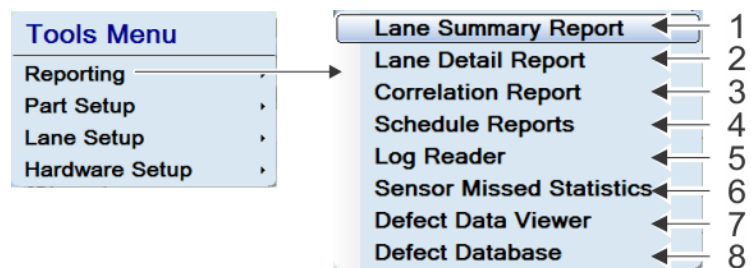 Tools Menu
Reporting
Part Setup
Lane Setup
Hardware Setup
Lane Summary Report 1
Lane Detail Report 2
Correlation Report 3
Schedule Reports 4
Log Reader 5
Sensor Missed Statistics 6
Defect Data Viewer 7
Defect Database 8